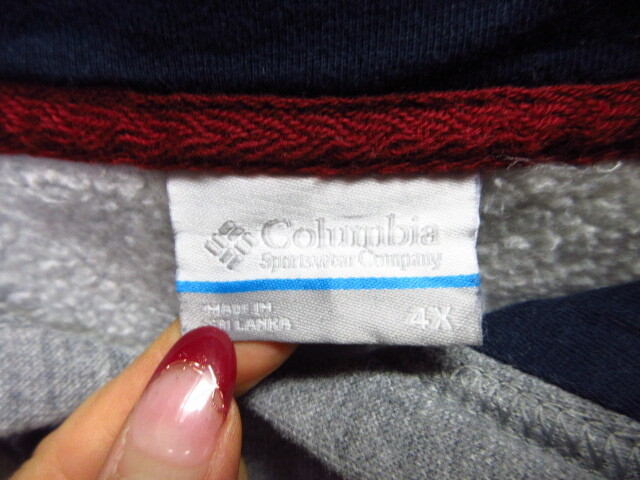 Columbia
Sportswear Company
MADE IN
SRI LANKA
4X